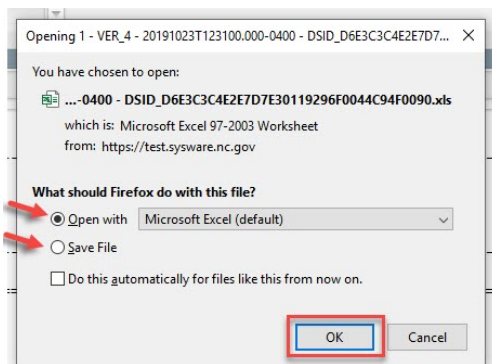 Opening 1 - VER_4 - 20191023T123100.000-0400 - DSID_D6E3C3C4E2E7D7...
You have chosen to open:
...-0400 - DSID_D6E3C3C4E2E7D7E30119296F0044C94F0090.xls
which is: Microsoft Excel 97-2003 Worksheet
from: https://test.sysware.nc.gov
What should Firefox do with this file?
Open with Microsoft Excel (default)
Save File
Do this automatically for files like this from now on.
OK Cancel